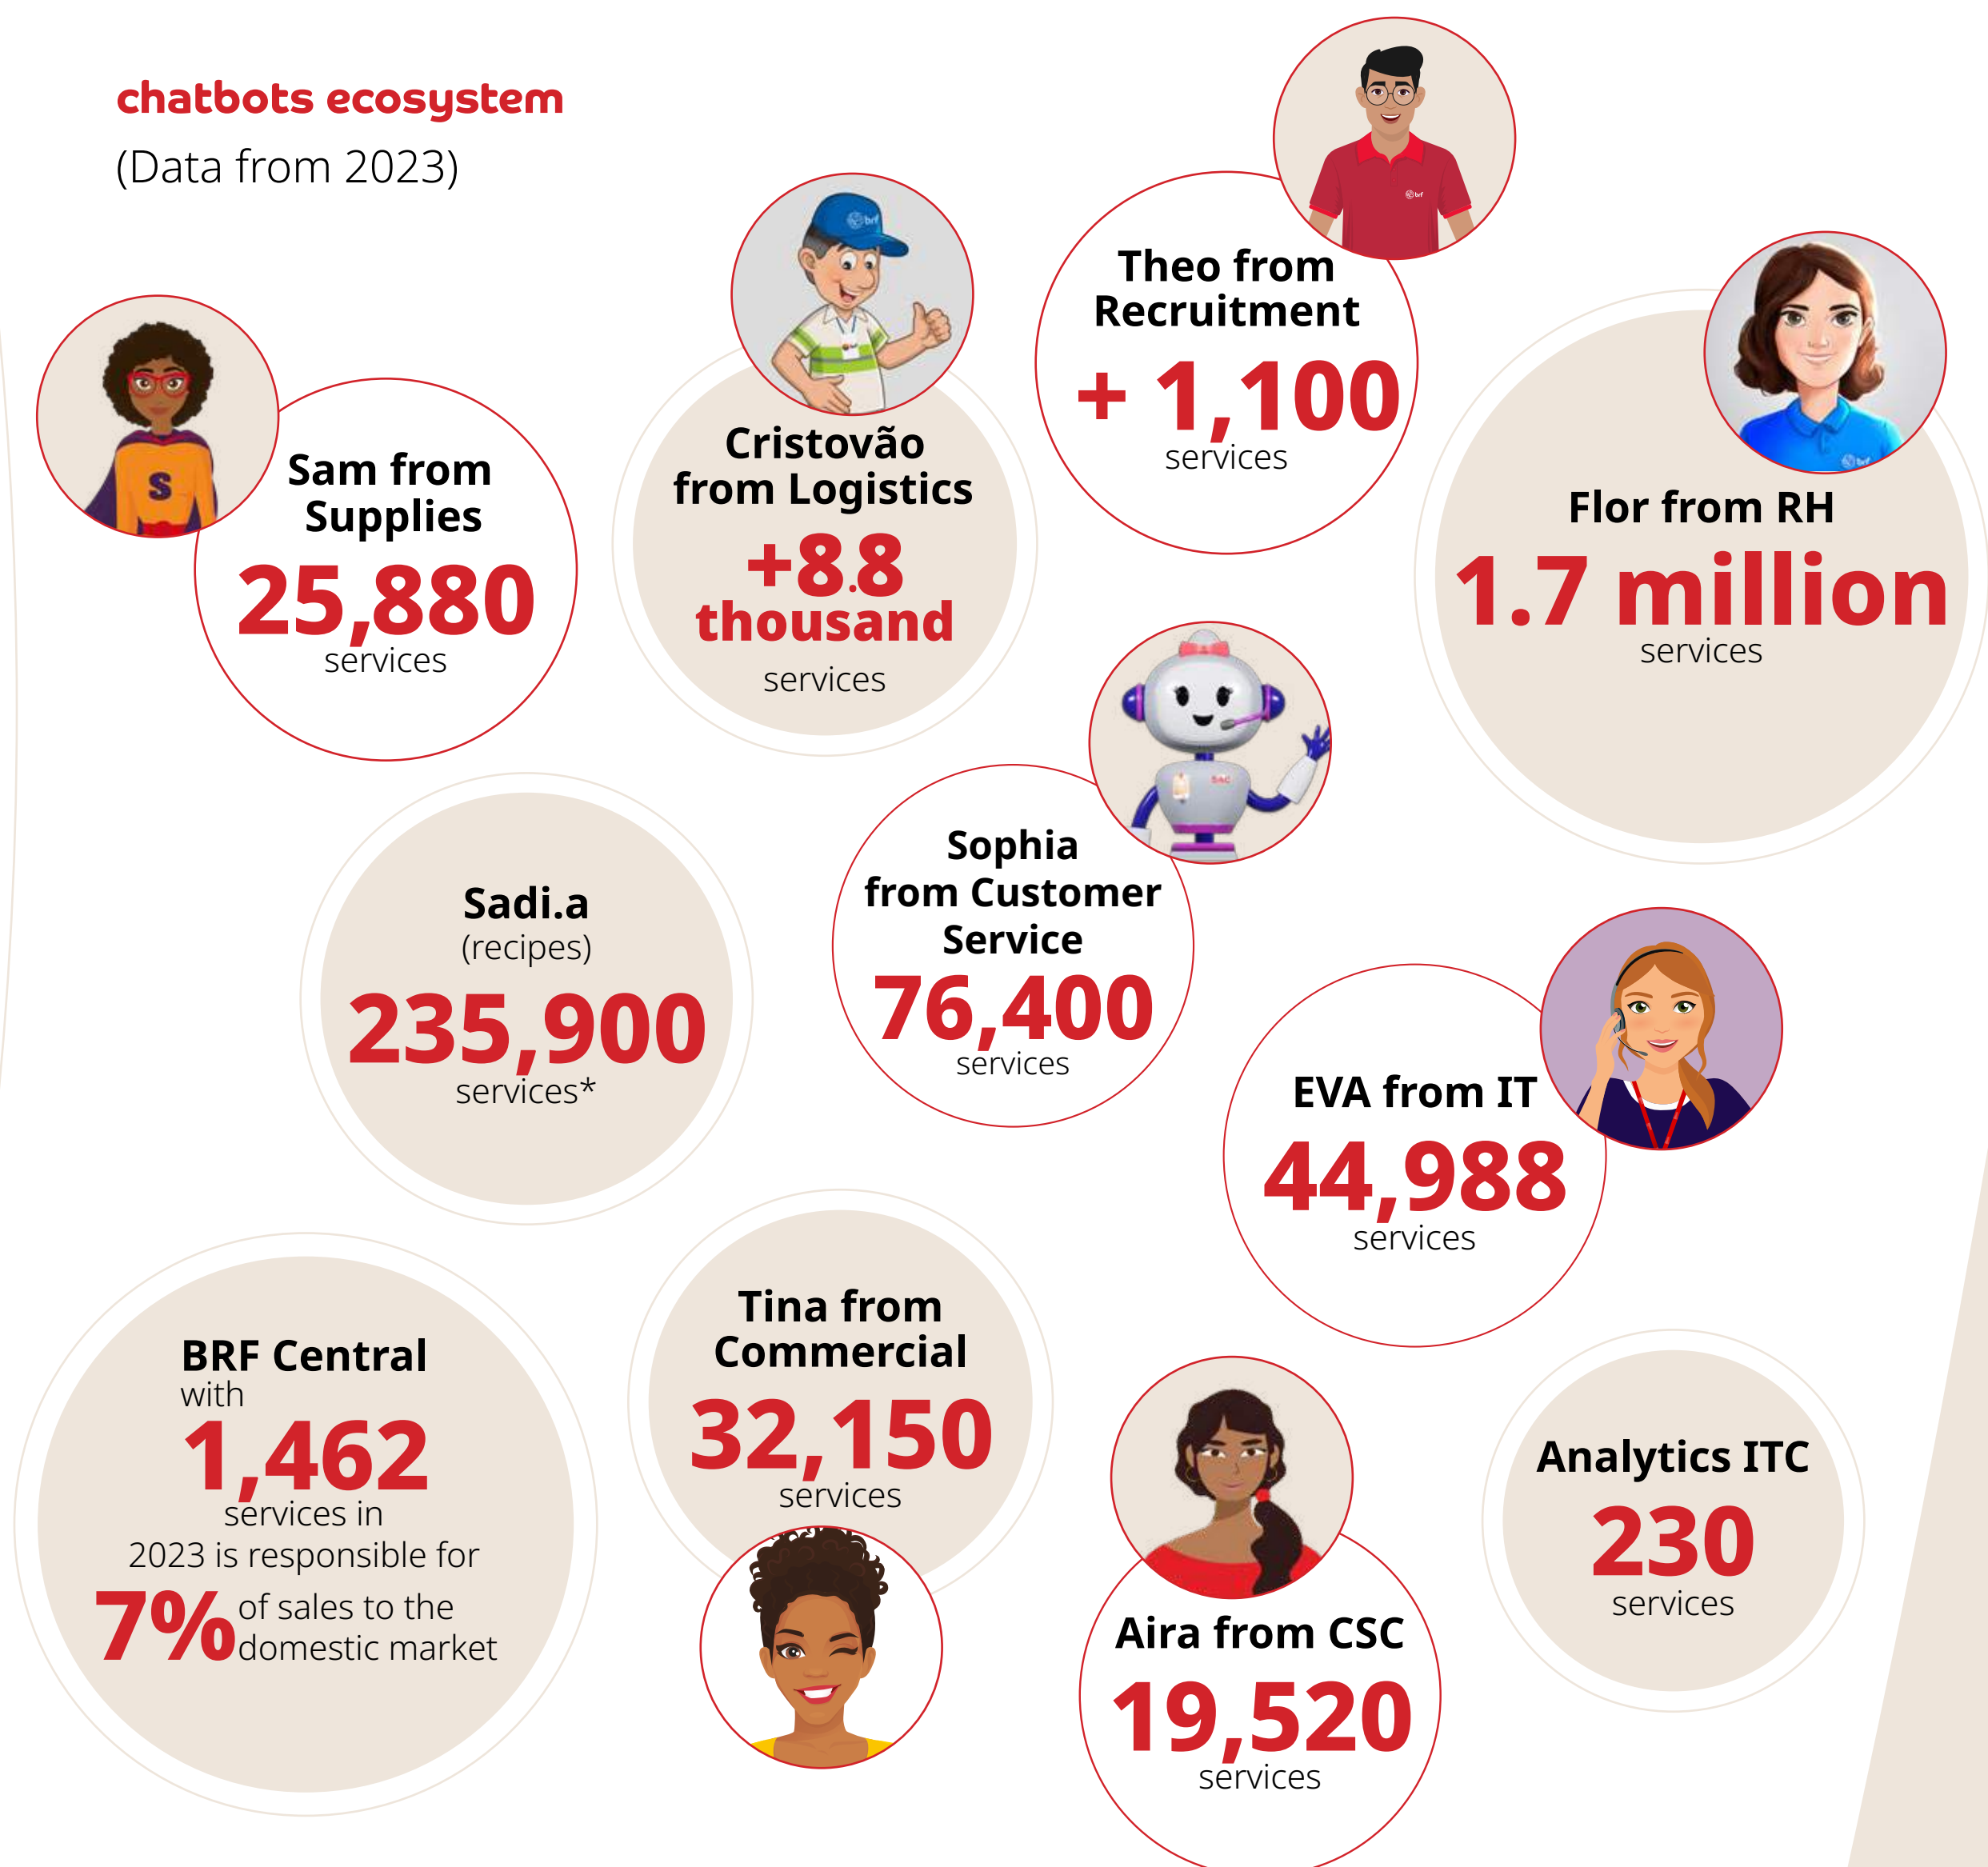 chatbots ecosystem
(Data from 2023)
Theo from
Recruitment
+ 1,100
services
brf
brf
Sam from
Supplies
25,880
services
S
Cristovão
from Logistics
+8.8
thousand
services
Flor from RH
1.7 million
services
brf
Sadi.a
(recipes)
235,900
services*
Sophia
from Customer
Service
76,400
services
SAC
EVA from IT
44,988
services
BRF Central
with
1,462
services in
2023 is responsible for
7% of sales to the
domestic market
Tina from
Commercial
32,150
services
Aira from CSC
19,520
services
Analytics ITC
230
services